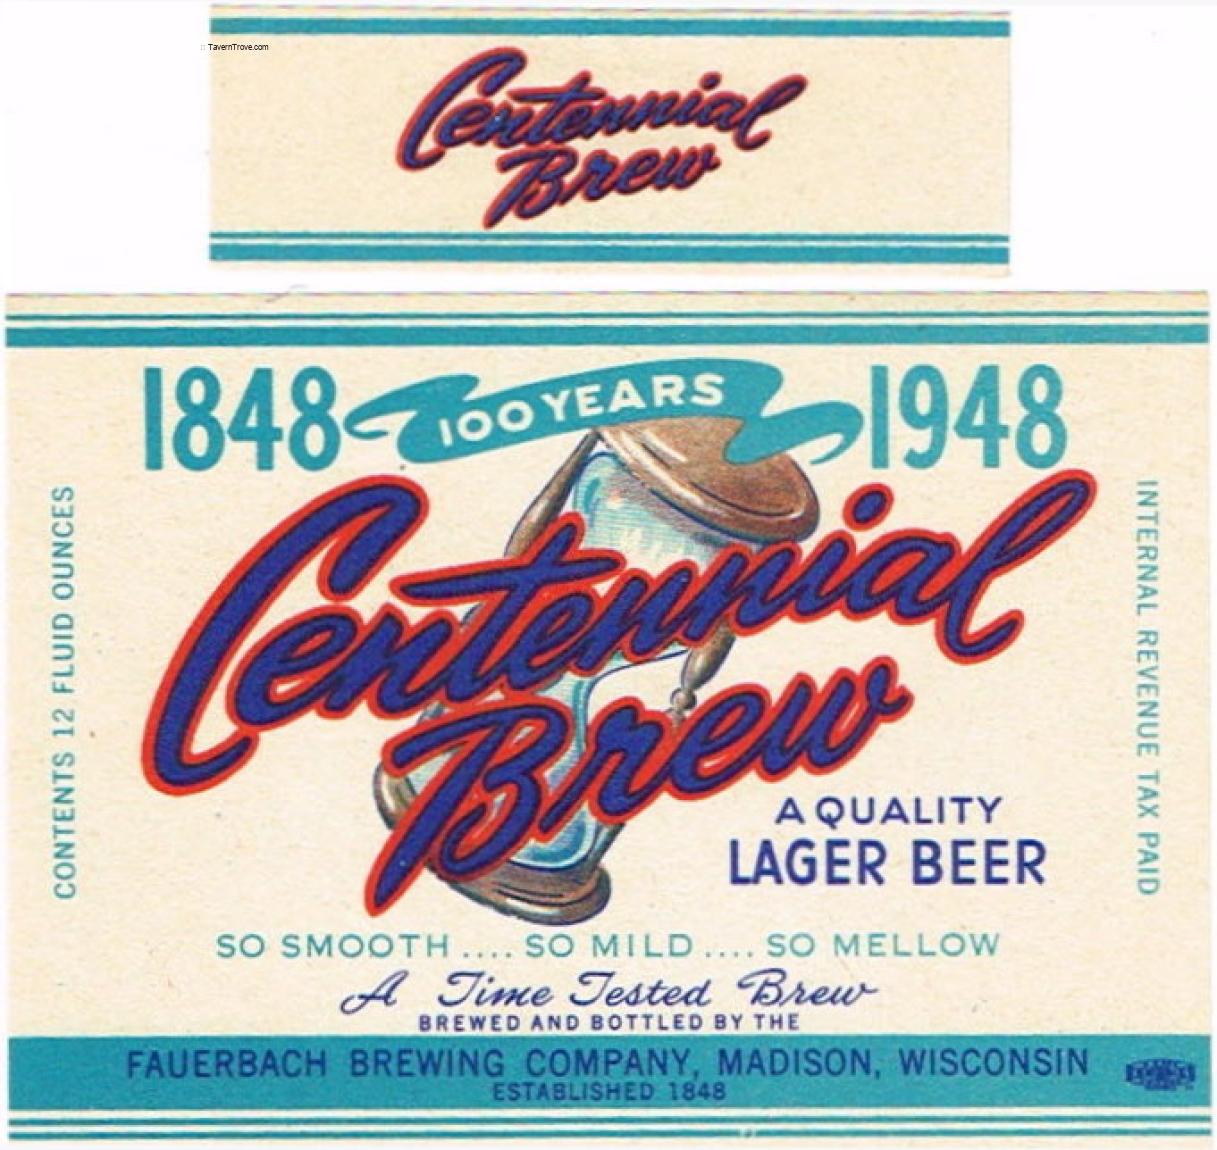 :: TavernTrove.com
Centennial
Brew
1848 100 YEARS 1948
CONTENTS 12 FLUID OUNCES
INTERNAL REVENUE TAX PAID
Centennial
Brew
A QUALITY
LAGER BEER
SO SMOOTH .... SO MILD .... SO MELLOW
A Time Tested Brew
BREWED AND BOTTLED BY THE
FAUERBACH BREWING COMPANY, MADISON, WISCONSIN
ESTABLISHED 1848